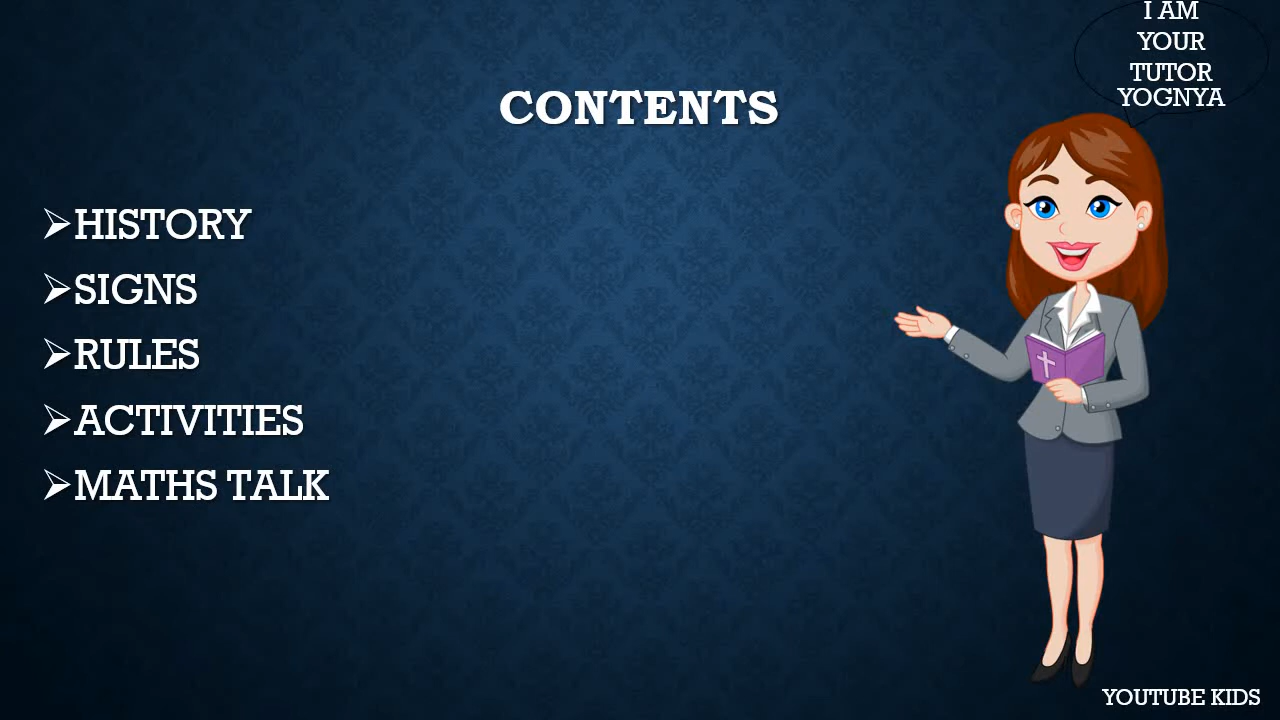 I AM
YOUR
TUTOR
YOGNYA
CONTENTS
➢HISTORY
➢SIGNS
➢RULES
➢ACTIVITIES
➢MATHS TALK
YOUTUBE KIDS